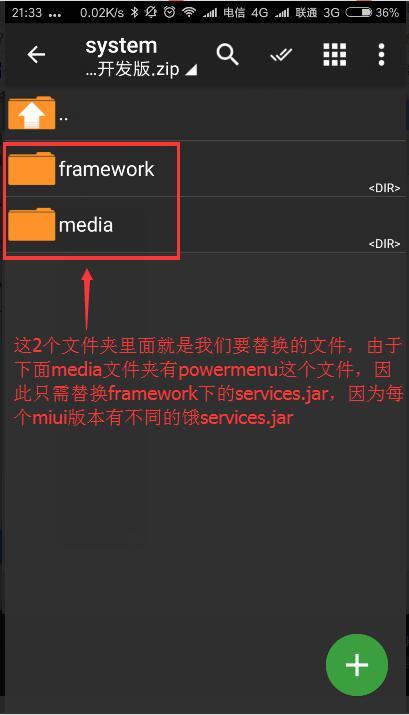 21:33 ... 0.02K/s 电信 4G 联通 3G 36%
system
...开发版.zip
..
framework
<DIR>
media
<DIR>
这2个文件夹里面就是我们要替换的文件，由于
下面media文件夹有powermenu这个文件，因
此只需替换framework下的services.jar，因为每
个miui版本有不同的饿services.jar